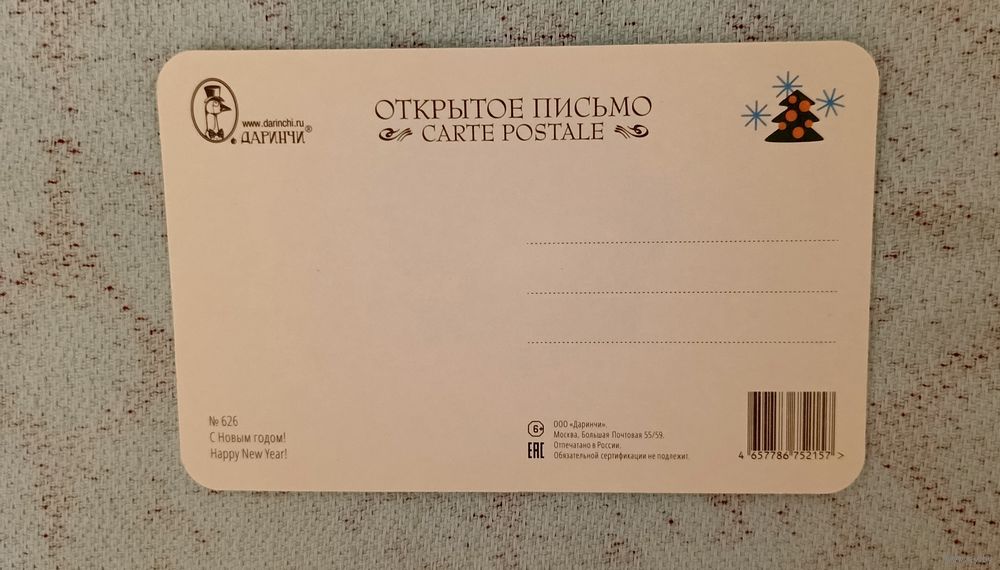 www.darinchi.ru
ДАРИНЧИ®
ОТКРЫТОЕ ПИСЬМО
CARTE POSTALE
№ 626
С Новым годом!
Happy New Year!
6+
ООО «Даринчи».
Москва, Большая Почтовая 55/59.
Отпечатано в России.
Обязательной сертификации не подлежит.
EAC
4 657786 752157 >